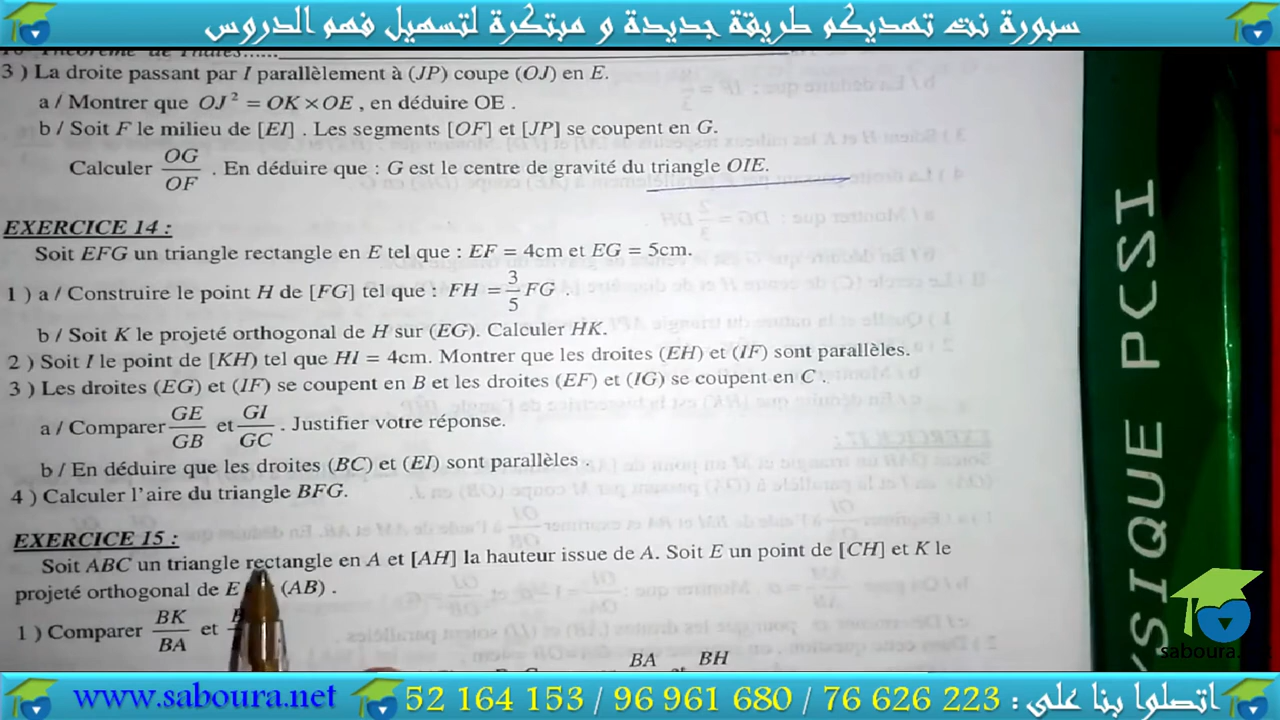 سبورة نت تهديكم طريقة جديدة و مبتكرة لتسهيل فهم الدروس
3 ) La droite passant par I parallèlement à (JP) coupe (OJ) en E.
a / Montrer que OJ² = OK × OE , en déduire OE .
b / Soit F le milieu de [EI] . Les segments [OF] et [JP] se coupent en G.
Calculer OG/OF . En déduire que : G est le centre de gravité du triangle OIE.
EXERCICE 14 :
Soit EFG un triangle rectangle en E tel que : EF = 4cm et EG = 5cm.
1 ) a / Construire le point H de [FG] tel que : FH = 3/5 FG .
b / Soit K le projeté orthogonal de H sur (EG). Calculer HK.
2 ) Soit I le point de [KH) tel que HI = 4cm. Montrer que les droites (EH) et (IF) sont parallèles.
3 ) Les droites (EG) et (IF) se coupent en B et les droites (EF) et (IG) se coupent en C .
a / Comparer GE/GB et GI/GC . Justifier votre réponse.
b / En déduire que les droites (BC) et (EI) sont parallèles .
4 ) Calculer l'aire du triangle BFG.
EXERCICE 15 :
Soit ABC un triangle rectangle en A et [AH] la hauteur issue de A. Soit E un point de [CH] et K le
projeté orthogonal de E (AB) .
1 ) Comparer BK/BA et
BA BH
PHYSIQUE PCSI
saboura.
www.saboura.net
52 164 153 / 96 961 680 / 76 626 223 : اتصلوا بنا على